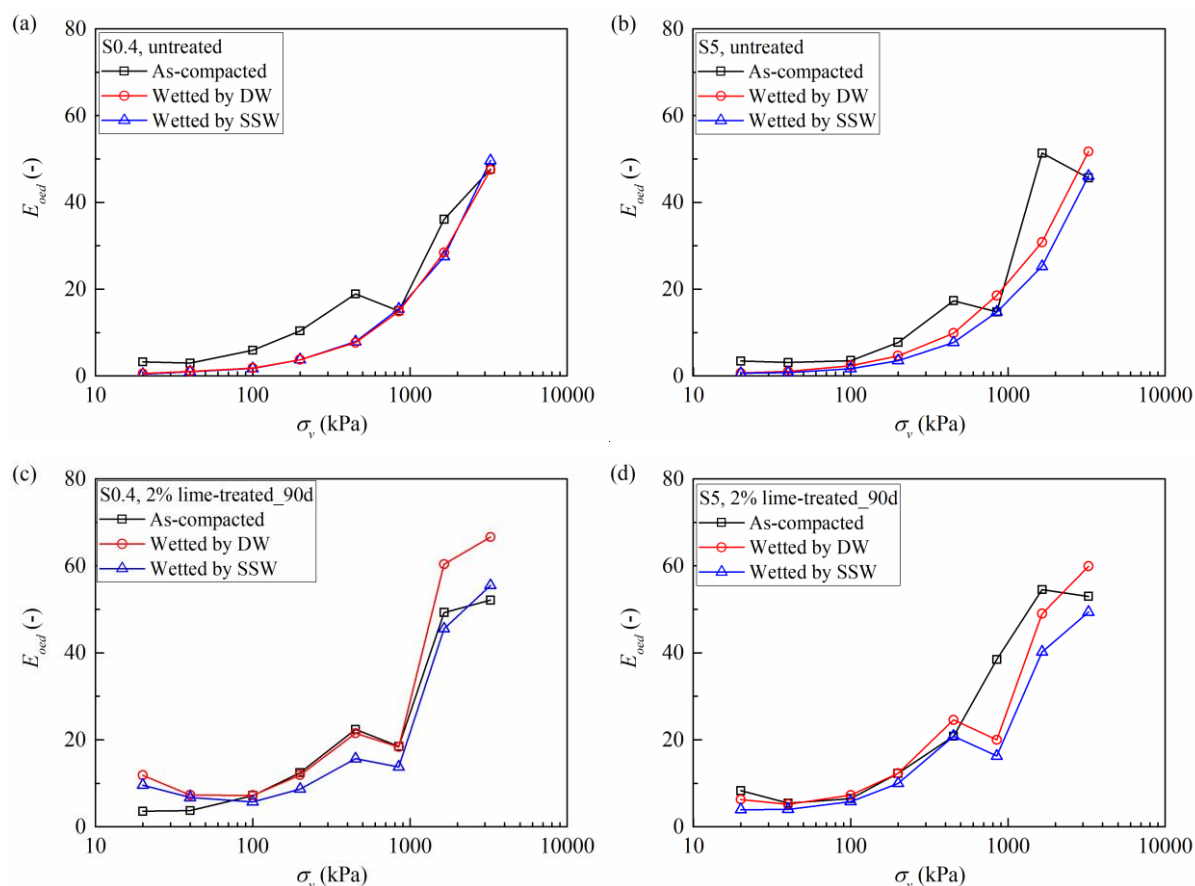 (a)
S0.4, untreated
As-compacted
Wetted by DW
Wetted by SSW
80
60
40
20
0
E_oed (-)
10 100 1000 10000
σ_v (kPa)
(b)
S5, untreated
As-compacted
Wetted by DW
Wetted by SSW
80
60
40
20
0
E_oed (-)
10 100 1000 10000
σ_v (kPa)
(c)
S0.4, 2% lime-treated_90d
As-compacted
Wetted by DW
Wetted by SSW
80
60
40
20
0
E_oed (-)
10 100 1000 10000
σ_v (kPa)
(d)
S5, 2% lime-treated_90d
As-compacted
Wetted by DW
Wetted by SSW
80
60
40
20
0
E_oed (-)
10 100 1000 10000
σ_v (kPa)